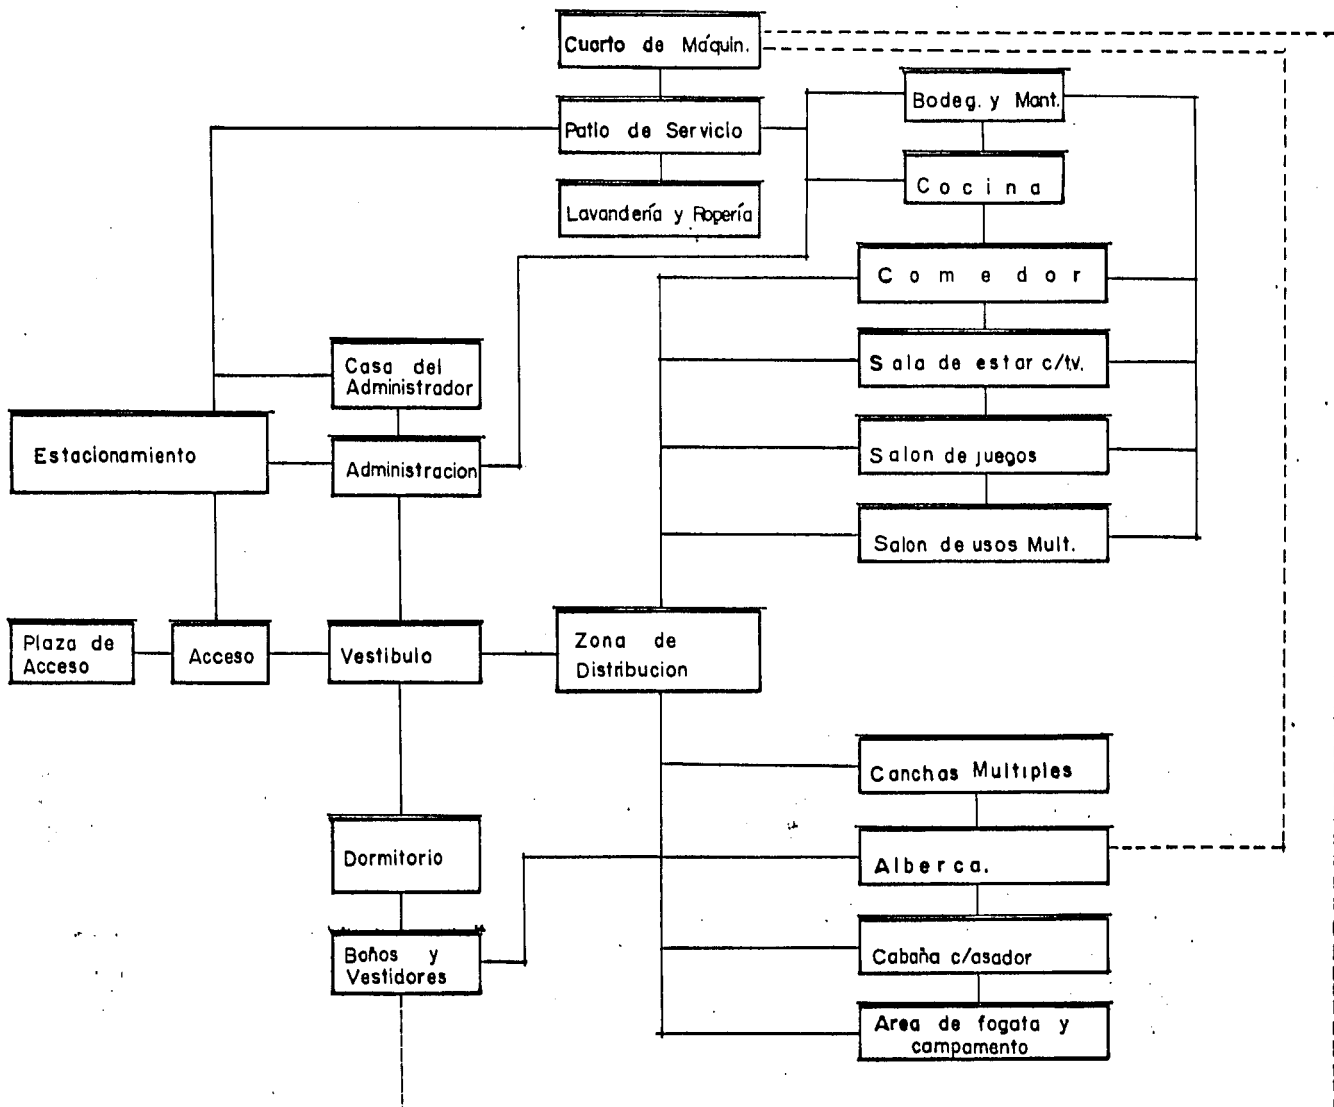 Cuarto de Máquin.
Bodeg. y Mant.
Patio de Servicio
Cocina
Lavandería y Ropería
Comedor
Casa del
Administrador
Sala de estar c/tv.
Estacionamiento
Administracion
Salon de juegos
Salon de usos Mult.
Plaza de
Acceso
Acceso
Vestibulo
Zona de
Distribucion
Canchas Multiples
Dormitorio
Alberca.
Baños y
Vestidores
Cabaña c/asador
Area de fogata y
campamento